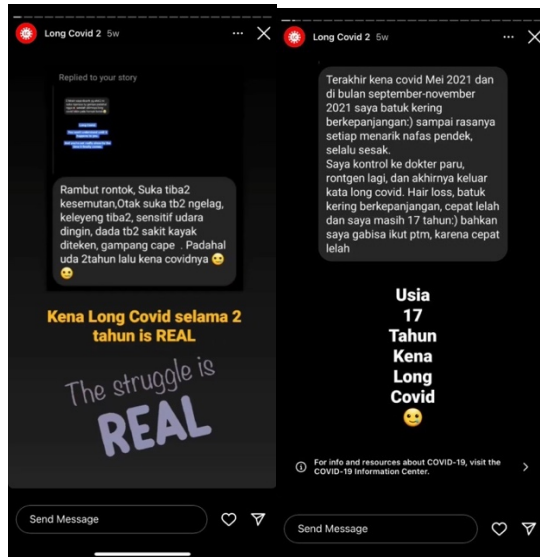 Long Covid 2 5w
Replied to your story
Rambut rontok, Suka tiba2
kesemutan,Otak suka tb2 ngelag,
keleyeng tiba2, sensitif udara
dingin, dada tb2 sakit kayak
diteken, gampang cape . Padahal
uda 2tahun lalu kena covidnya 🙂
🙂
Kena Long Covid selama 2
tahun is REAL
The struggle is
REAL
Send Message
Long Covid 2 5w
Terakhir kena covid Mei 2021 dan
di bulan september-november
2021 saya batuk kering
berkepanjangan:) sampai rasanya
setiap menarik nafas pendek,
selalu sesak.
Saya kontrol ke dokter paru,
rontgen lagi, dan akhirnya keluar
kata long covid. Hair loss, batuk
kering berkepanjangan, cepat lelah
dan saya masih 17 tahun:) bahkan
saya gabisa ikut ptm, karena cepat
lelah
Usia
17
Tahun
Kena
Long
Covid
🙂
For info and resources about COVID-19, visit the
COVID-19 Information Center.
Send Message